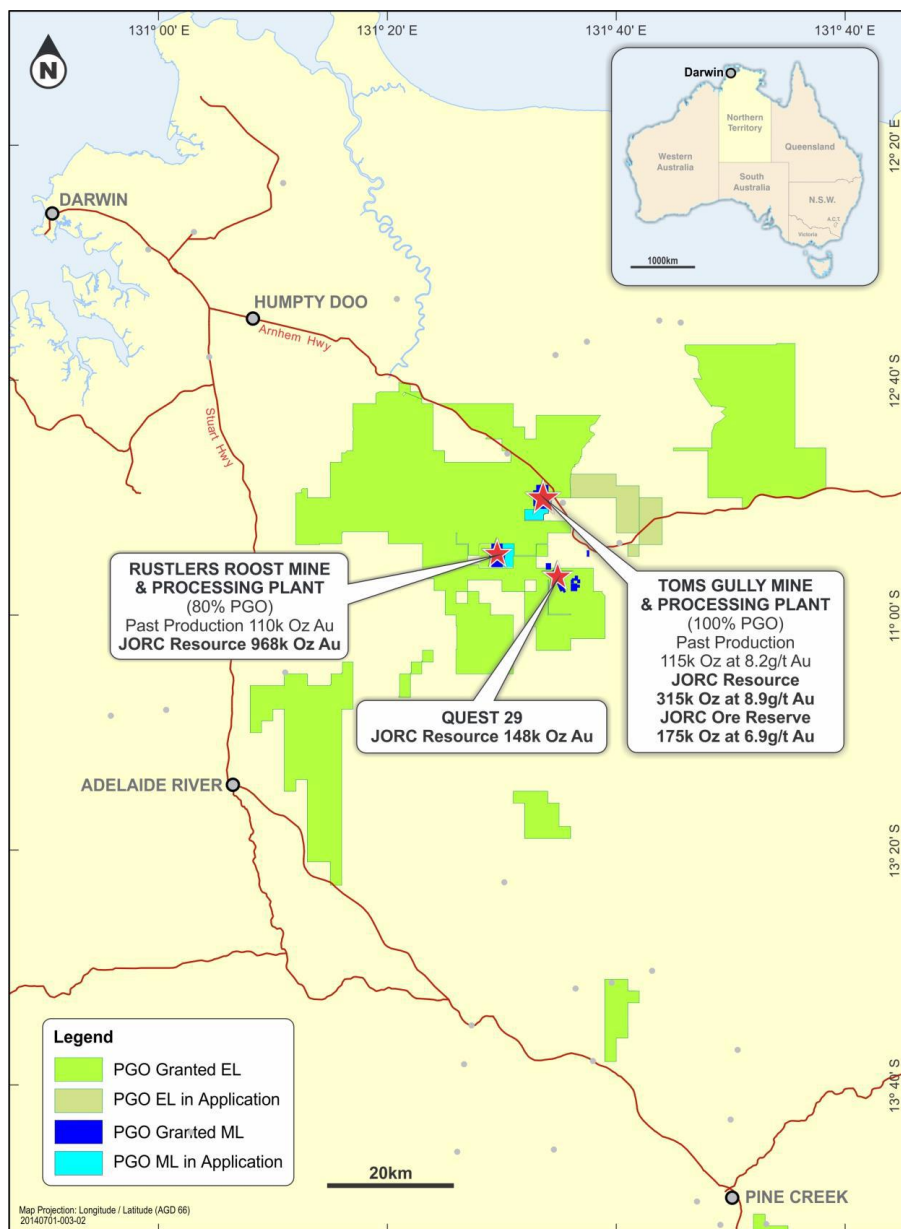 131° 00' E
131° 20' E
131° 40' E
131° 40' E
N
Darwin
Northern
Territory
Western
Australia
Queensland
South
Australia
N.S.W.
A.C.T.
Victoria
1000km
12° 20' E
DARWIN
HUMPTY DOO
Arnhem Hwy
Stuart Hwy
12° 40' S
RUSTLERS ROOST MINE
& PROCESSING PLANT
(80% PGO)
Past Production 110k Oz Au
JORC Resource 968k Oz Au
TOMS GULLY MINE
& PROCESSING PLANT
(100% PGO)
Past Production
115k Oz at 8.2g/t Au
JORC Resource
315k Oz at 8.9g/t Au
JORC Ore Reserve
175k Oz at 6.9g/t Au
11° 00' S
QUEST 29
JORC Resource 148k Oz Au
ADELAIDE RIVER
13° 20' S
Legend
PGO Granted EL
PGO EL in Application
PGO Granted ML
PGO ML in Application
13° 40' S
20km
PINE CREEK
Map Projection: Longitude / Latitude (AGD 66)
20140701-003-02